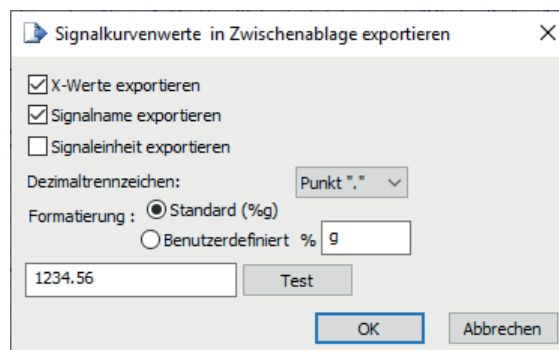 Signalkurvenwerte in Zwischenablage exportieren
X-Werte exportieren
Signalname exportieren
Signaleinheit exportieren
Dezimaltrennzeichen: Punkt "."
Formatierung : Standard (%g)
Benutzerdefiniert % g
1234.56 Test
OK Abbrechen